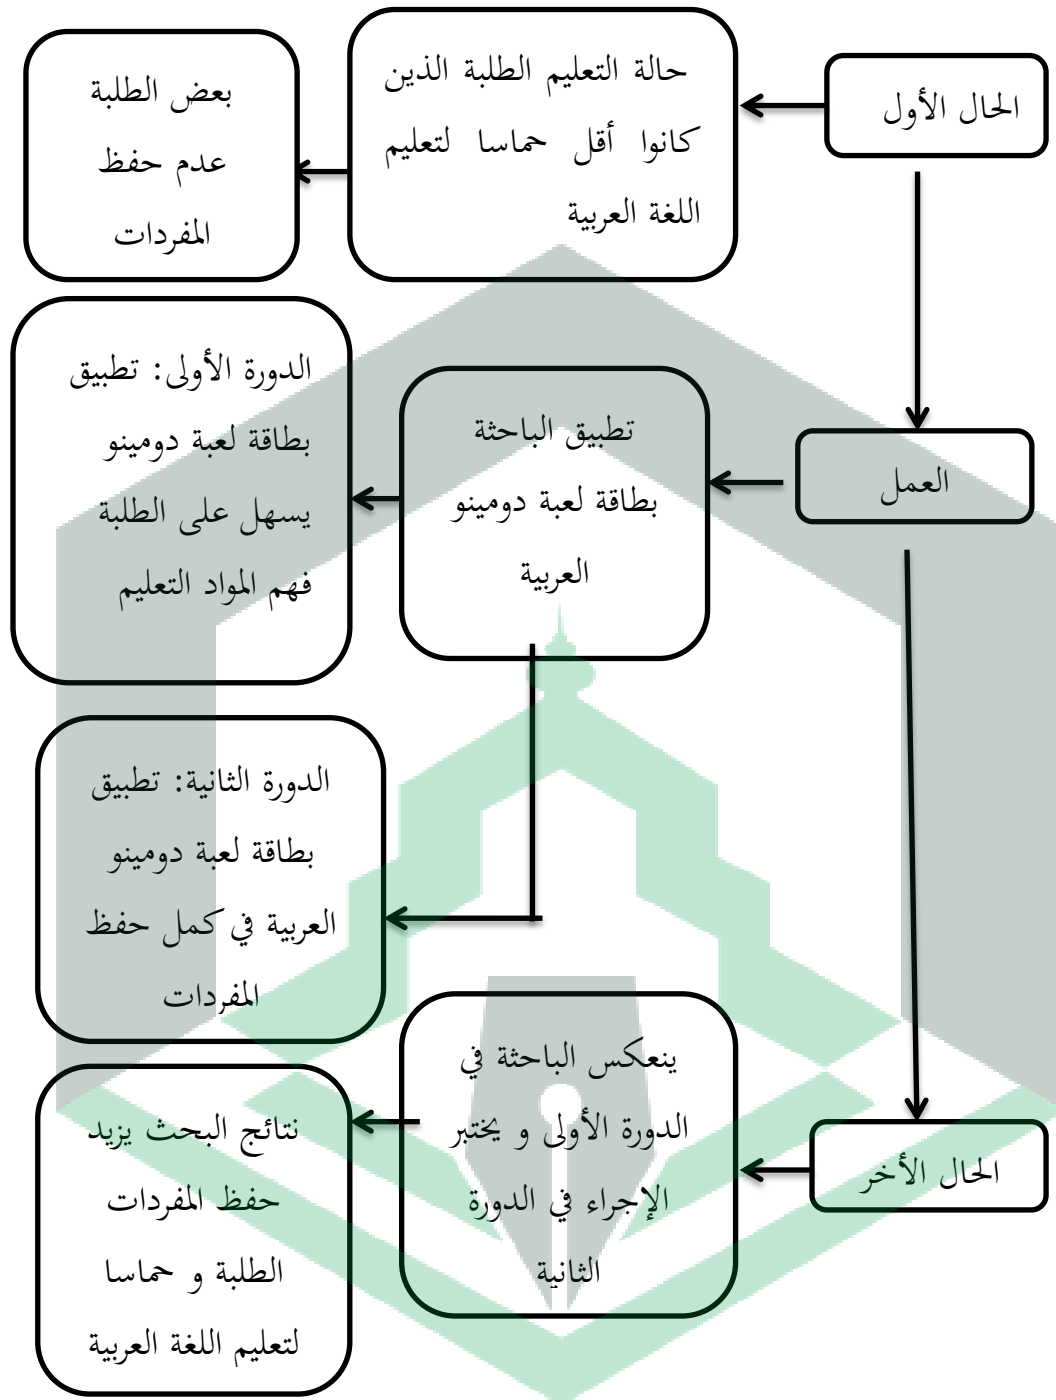 الحال الأول
حالة التعليم الطلبة الذين
كانوا أقل حماسا لتعليم
اللغة العربية
بعض الطلبة
عدم حفظ
المفردات
العمل
تطبيق الباحثة
بطاقة لعبة دومينو
العربية
الدورة الأولى: تطبيق
بطاقة لعبة دومينو
يسهل على الطلبة
فهم المواد التعليم
الدورة الثانية: تطبيق
بطاقة لعبة دومينو
العربية في كمل حفظ
المفردات
الحال الأخر
ينعكس الباحثة في
الدورة الأولى و يختبر
الإجراء في الدورة
الثانية
نتائج البحث يزيد
حفظ المفردات
الطلبة و حماسا
لتعليم اللغة العربية